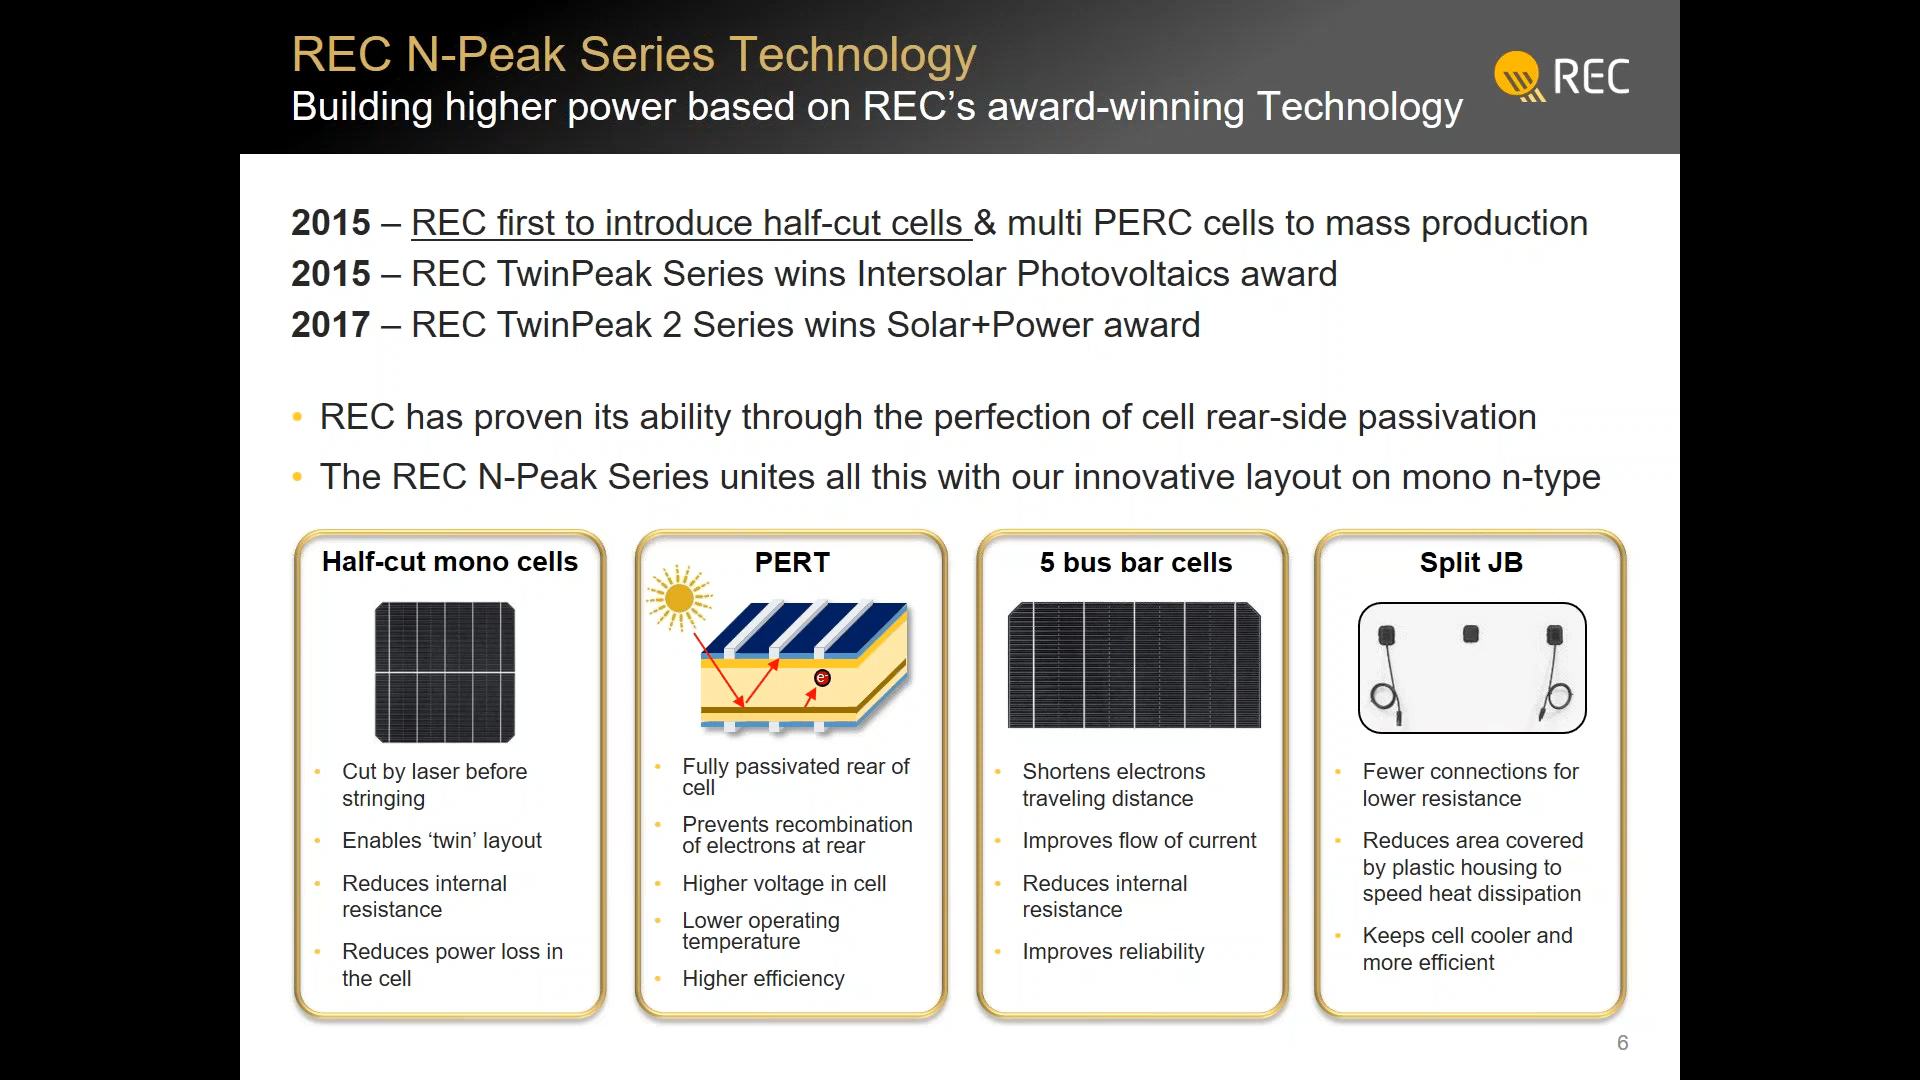 REC N-Peak Series Technology
Building higher power based on REC’s award-winning Technology
REC
2015 – REC first to introduce half-cut cells & multi PERC cells to mass production
2015 – REC TwinPeak Series wins Intersolar Photovoltaics award
2017 – REC TwinPeak 2 Series wins Solar+Power award
• REC has proven its ability through the perfection of cell rear-side passivation
• The REC N-Peak Series unites all this with our innovative layout on mono n-type
Half-cut mono cells
• Cut by laser before
stringing
• Enables ‘twin’ layout
• Reduces internal
resistance
• Reduces power loss in
the cell
PERT
e-
• Fully passivated rear of
cell
• Prevents recombination
of electrons at rear
• Higher voltage in cell
• Lower operating
temperature
• Higher efficiency
5 bus bar cells
• Shortens electrons
traveling distance
• Improves flow of current
• Reduces internal
resistance
• Improves reliability
Split JB
• Fewer connections for
lower resistance
• Reduces area covered
by plastic housing to
speed heat dissipation
• Keeps cell cooler and
more efficient
6